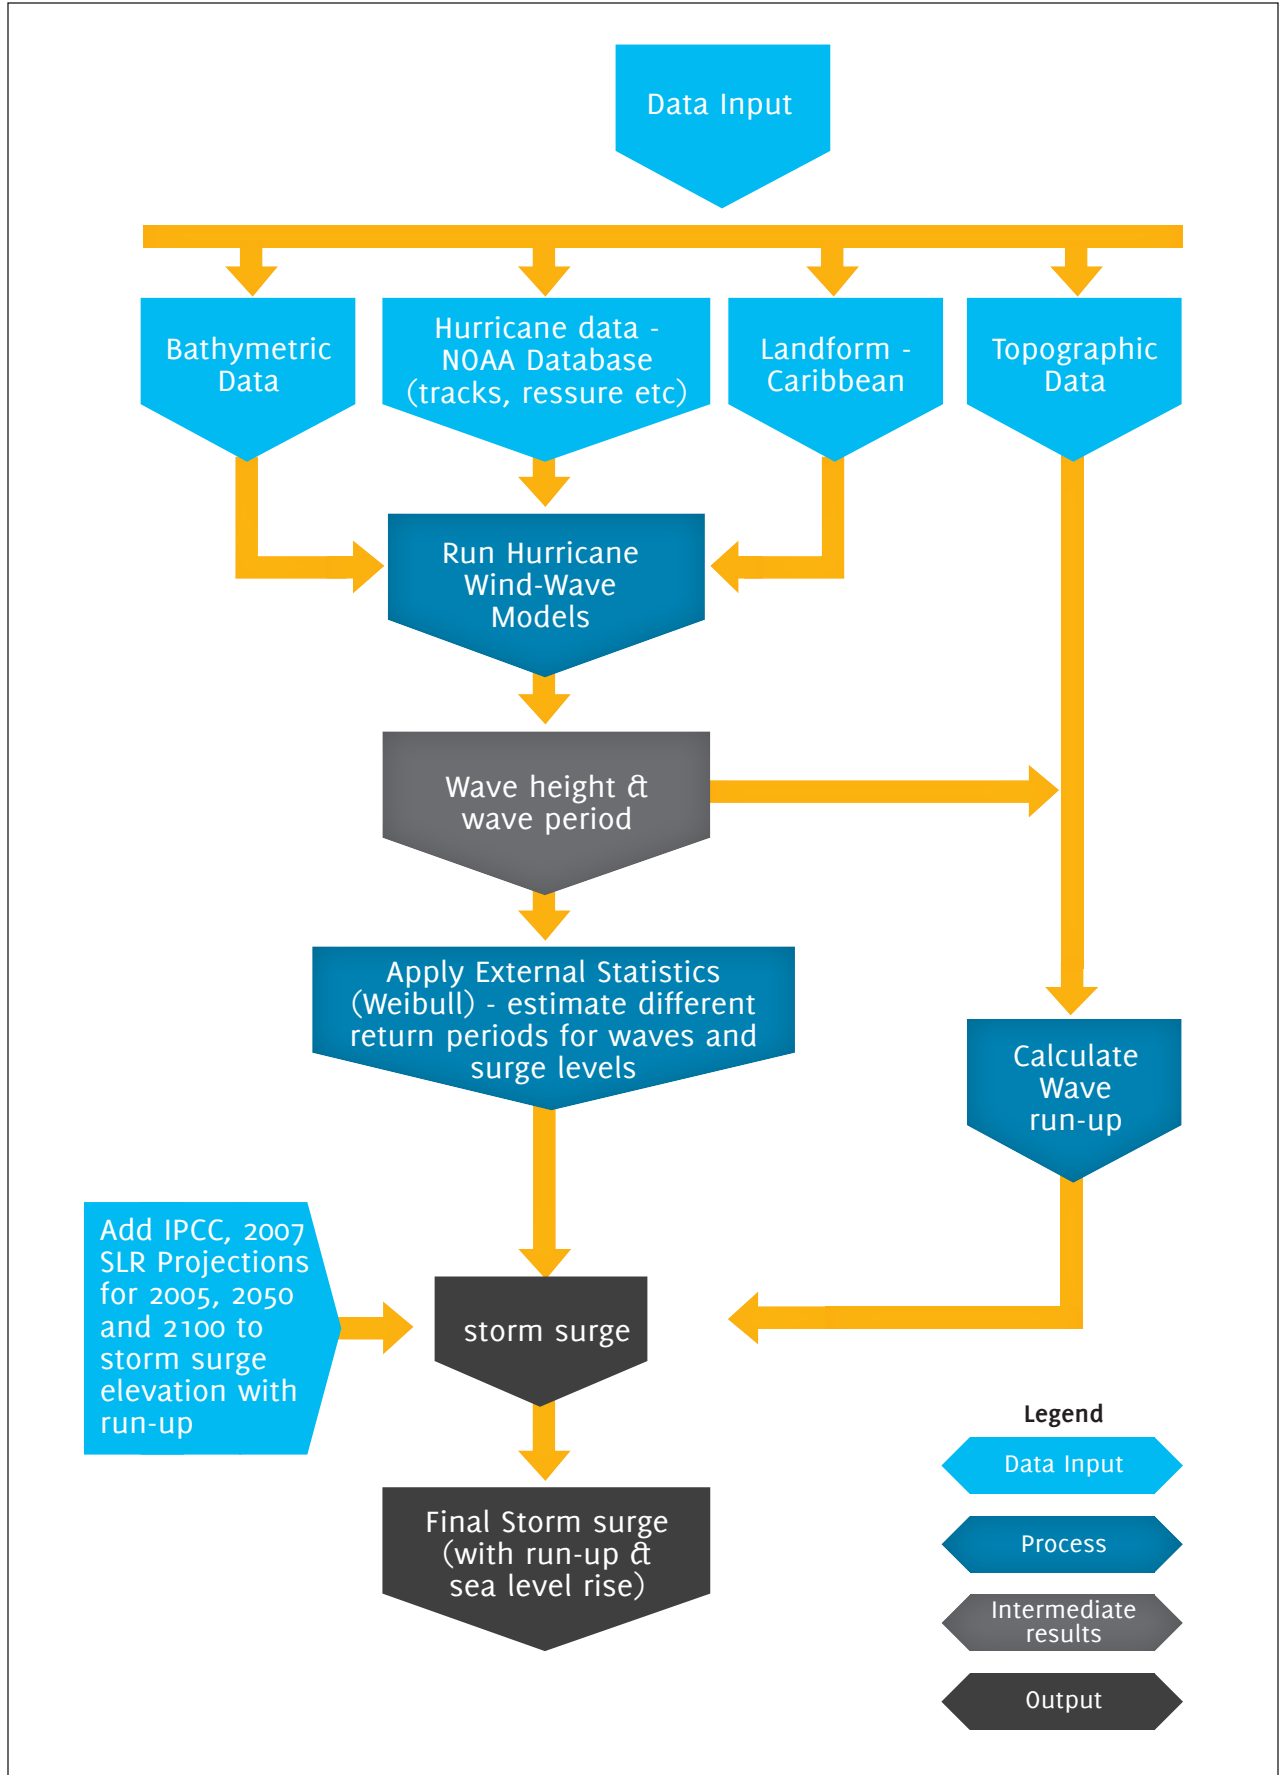 Data Input
Bathymetric
Data
Hurricane data -
NOAA Database
(tracks, ressure etc)
Landform -
Caribbean
Topographic
Data
Run Hurricane
Wind-Wave
Models
Wave height &
wave period
Apply External Statistics
(Weibull) - estimate different
return periods for waves and
surge levels
Calculate
Wave
run-up
Add IPCC, 2007
SLR Projections
for 2005, 2050
and 2100 to
storm surge
elevation with
run-up
storm surge
Final Storm surge
(with run-up &
sea level rise)
Legend
Data Input
Process
Intermediate
results
Output